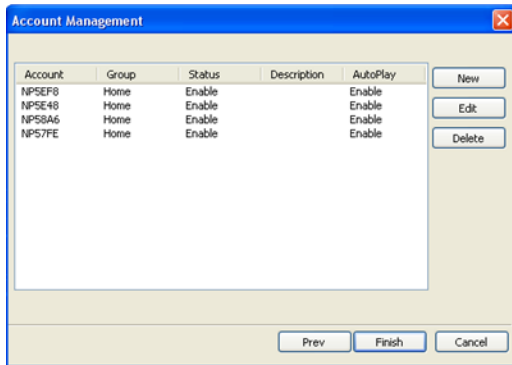 Account Management
Account Group Status Description AutoPlay
NP5EF8 Home Enable Enable
NP5E48 Home Enable Enable
NP58A6 Home Enable Enable
NP57FE Home Enable Enable
New
Edit
Delete
Prev Finish Cancel